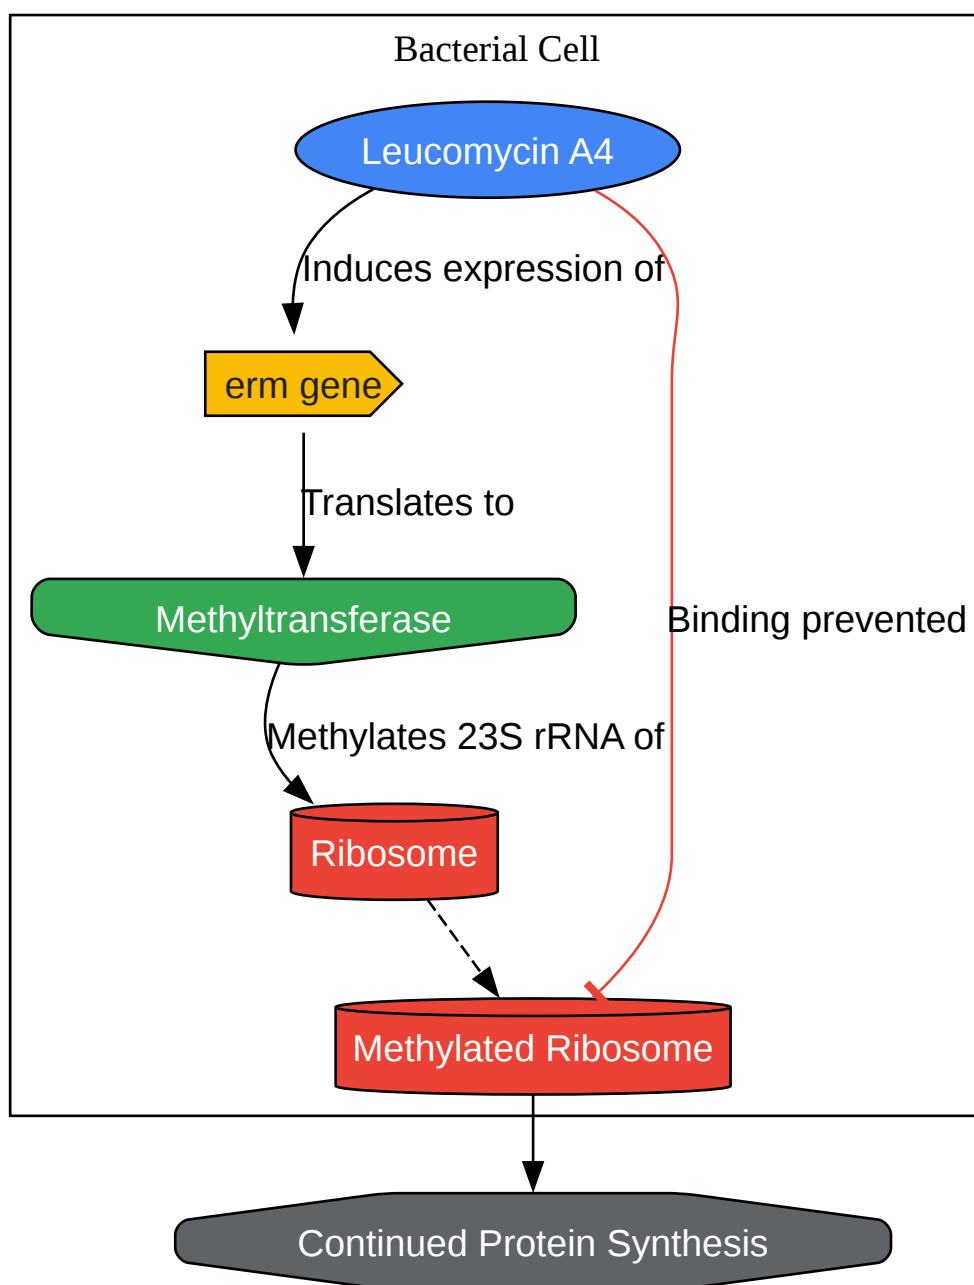 Bacterial Cell
Leucomycin A4
Induces expression of
erm gene
Translates to
Methyltransferase
Binding prevented
Methylates 23S rRNA of
Ribosome
Methylated Ribosome
Continued Protein Synthesis